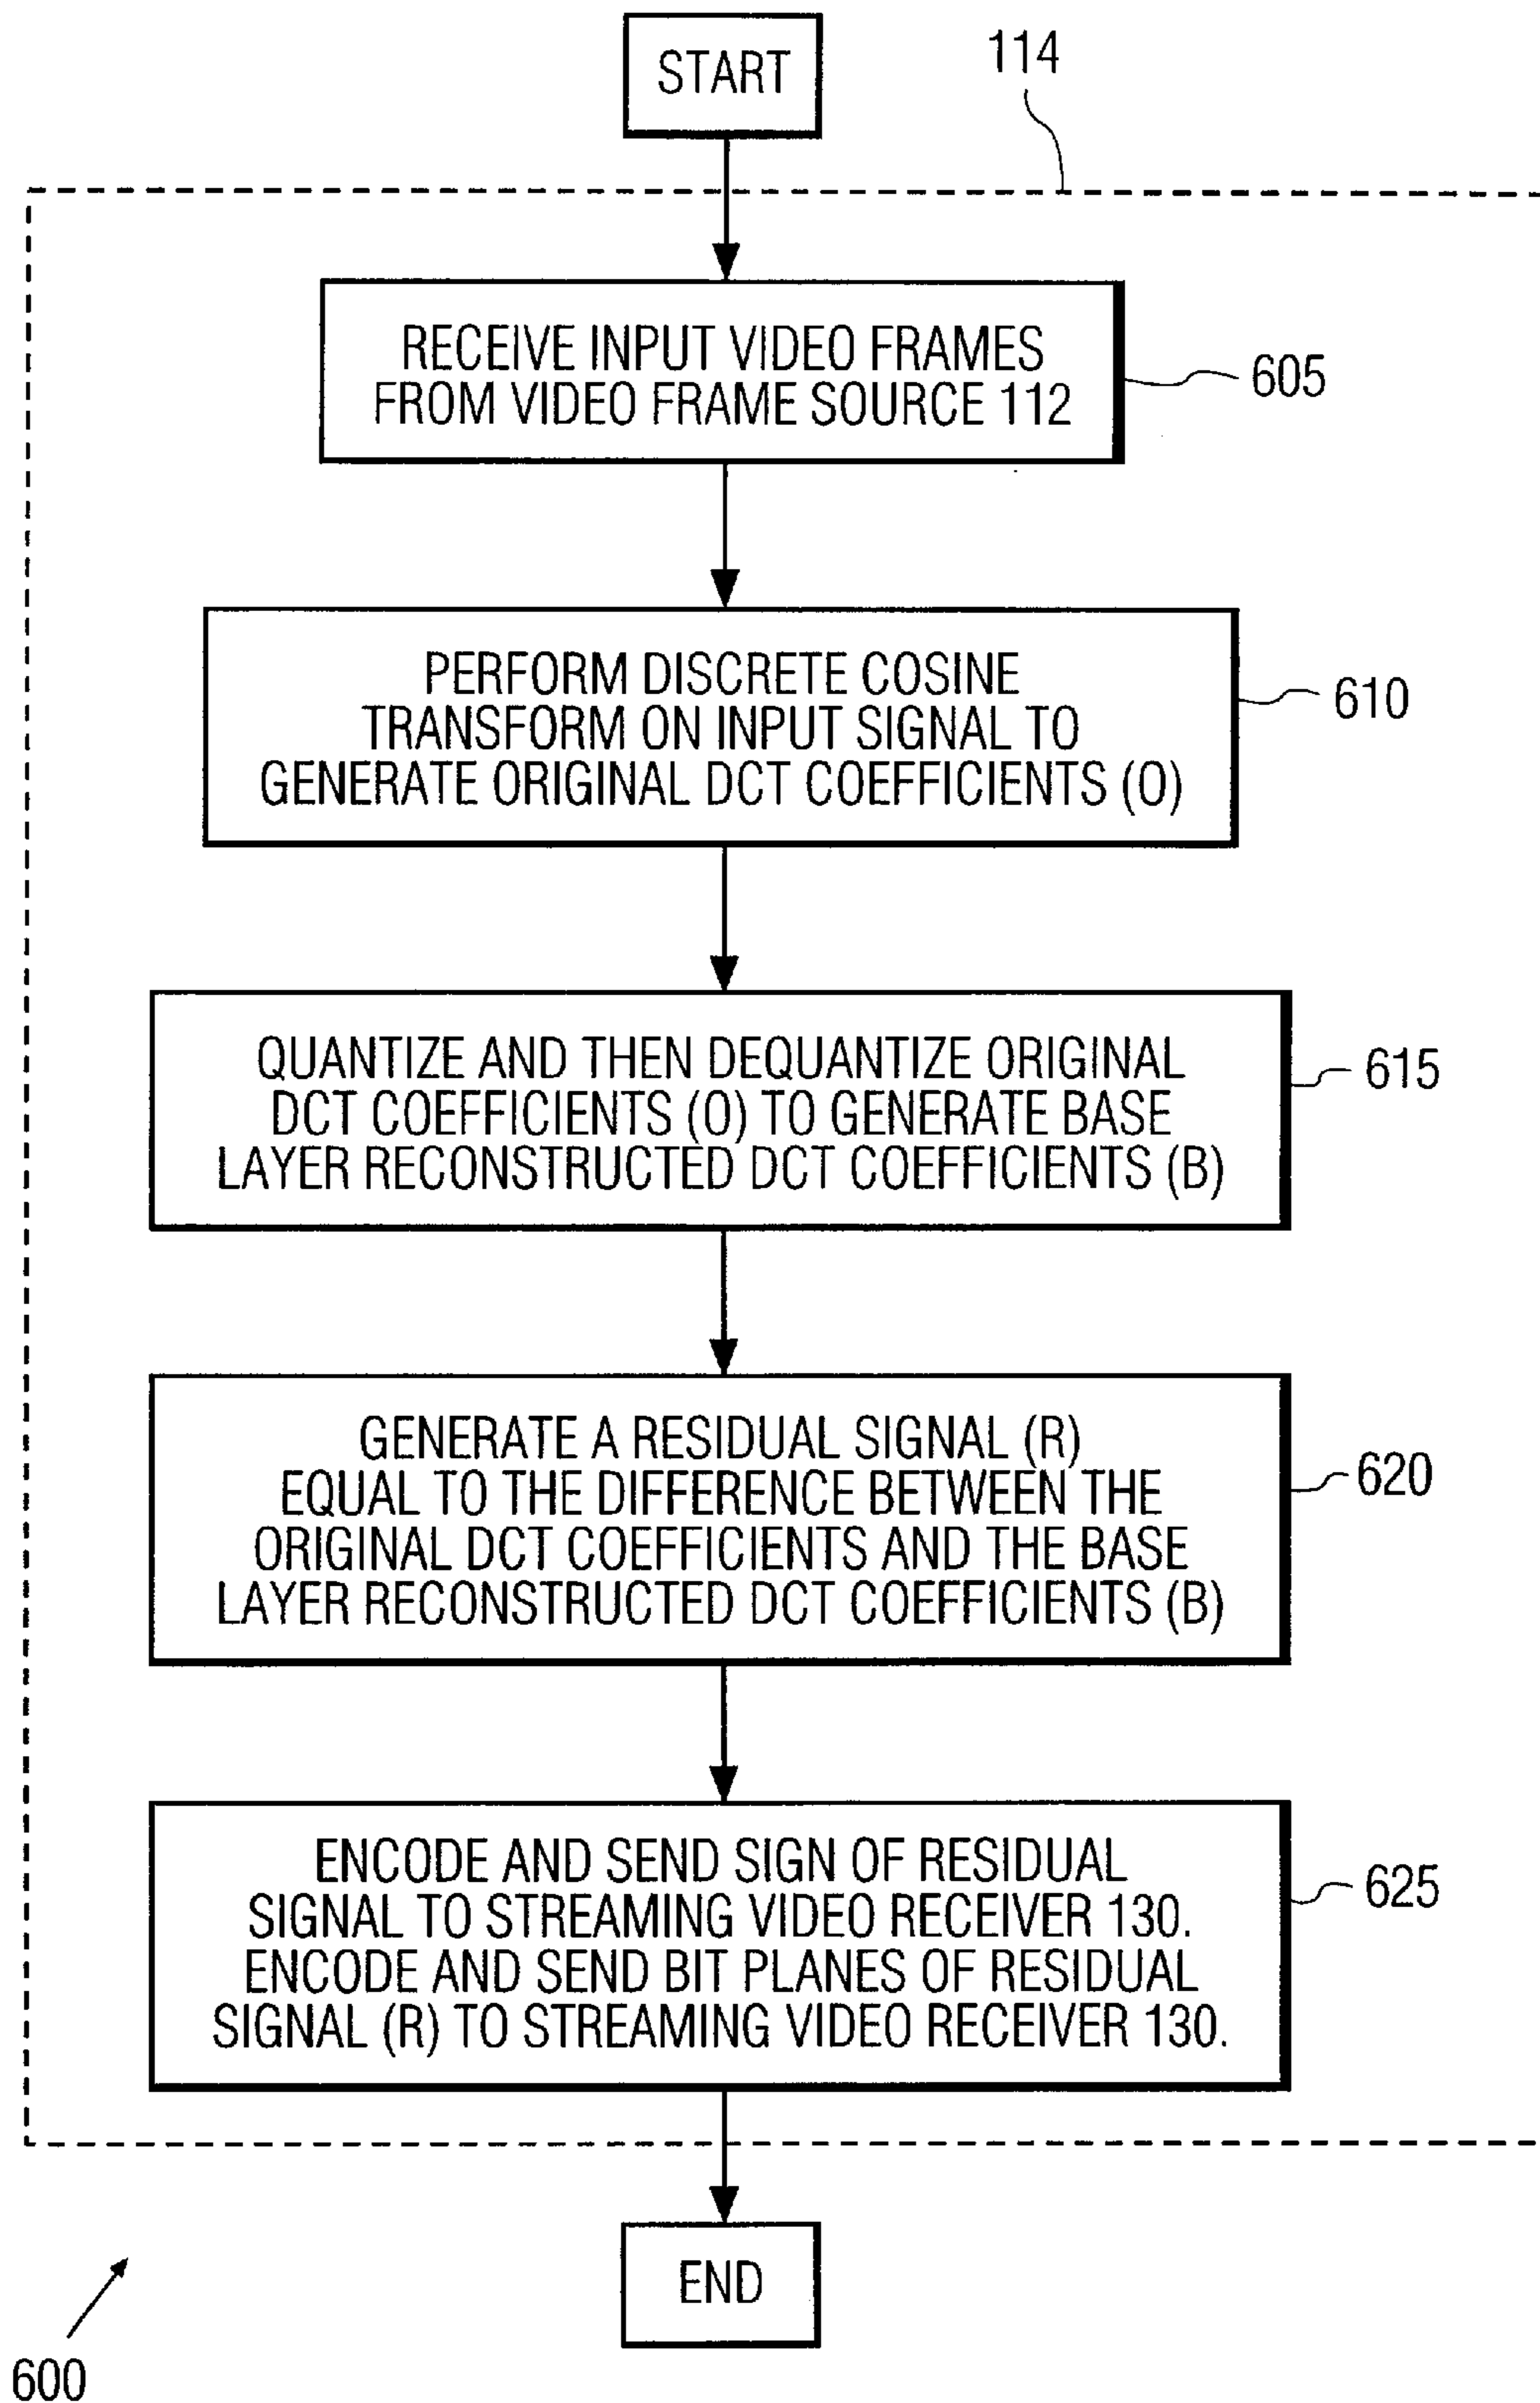 START
114
RECEIVE INPUT VIDEO FRAMES
FROM VIDEO FRAME SOURCE 112
605
PERFORM DISCRETE COSINE
TRANSFORM ON INPUT SIGNAL TO
GENERATE ORIGINAL DCT COEFFICIENTS (O)
610
QUANTIZE AND THEN DEQUANTIZE ORIGINAL
DCT COEFFICIENTS (O) TO GENERATE BASE
LAYER RECONSTRUCTED DCT COEFFICIENTS (B)
615
GENERATE A RESIDUAL SIGNAL (R)
EQUAL TO THE DIFFERENCE BETWEEN THE
ORIGINAL DCT COEFFICIENTS AND THE BASE
LAYER RECONSTRUCTED DCT COEFFICIENTS (B)
620
ENCODE AND SEND SIGN OF RESIDUAL
SIGNAL TO STREAMING VIDEO RECEIVER 130.
ENCODE AND SEND BIT PLANES OF RESIDUAL
SIGNAL (R) TO STREAMING VIDEO RECEIVER 130.
625
END
600